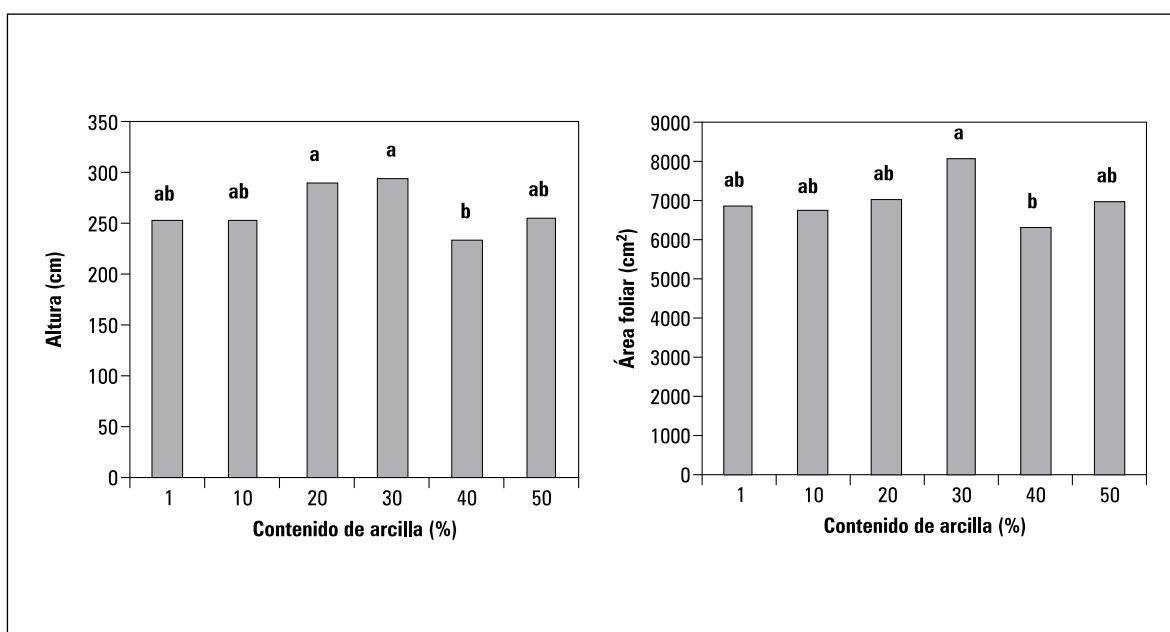 350
300
250
200
150
100
50
0
Altura (cm)
ab
ab
a
a
b
ab
1 10 20 30 40 50
Contenido de arcilla (%)
9000
8000
7000
6000
5000
4000
3000
2000
1000
0
Área foliar (cm²)
ab
ab
ab
a
b
ab
1 10 20 30 40 50
Contenido de arcilla (%)